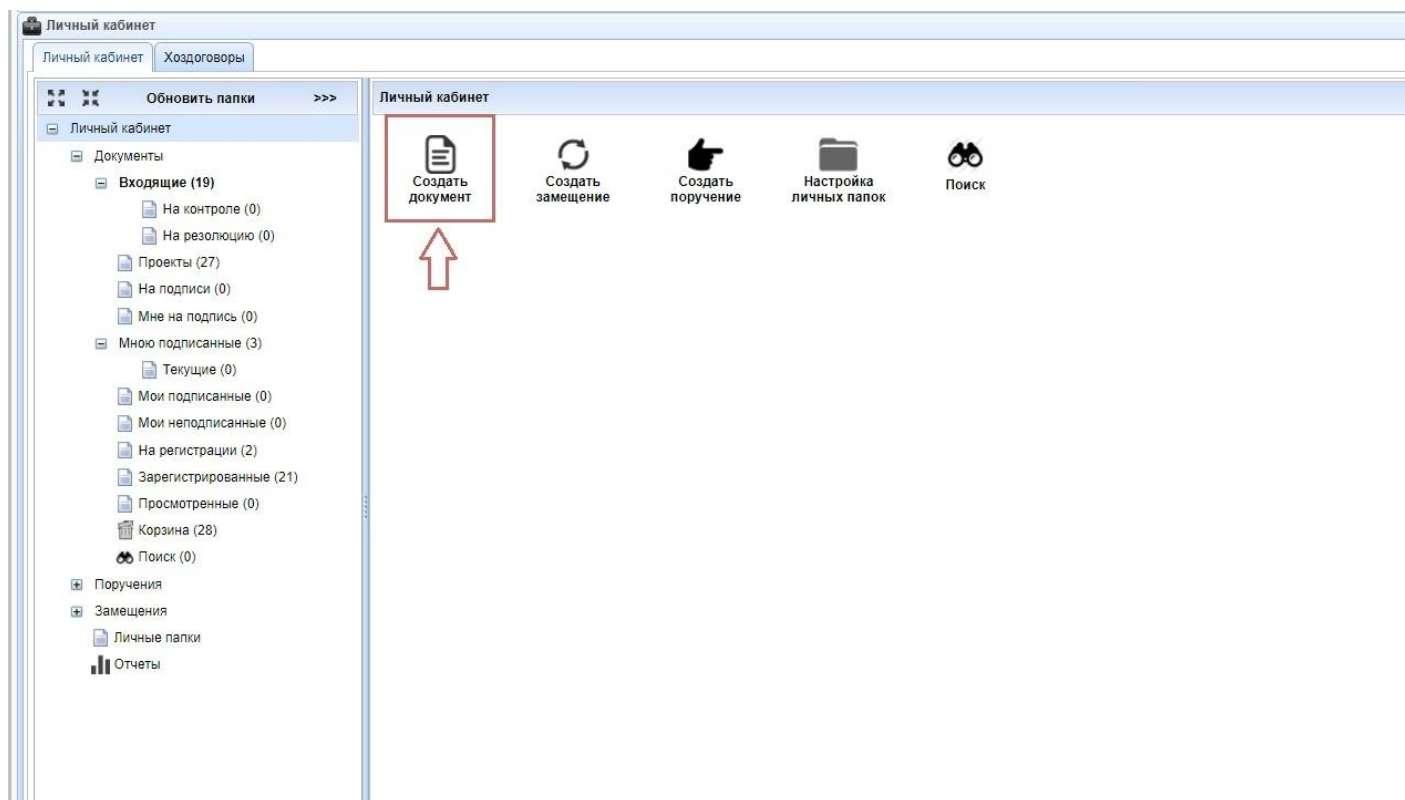 Личный кабинет
Личный кабинет
Хоздоговоры
Обновить папки >>>
Личный кабинет
Документы
Входящие (19)
На контроле (0)
На резолюцию (0)
Проекты (27)
На подписи (0)
Мне на подпись (0)
Мною подписанные (3)
Текущие (0)
Мои подписанные (0)
Мои неподписанные (0)
На регистрации (2)
Зарегистрированные (21)
Просмотренные (0)
Корзина (28)
Поиск (0)
Поручения
Замещения
Личные папки
Отчеты
Личный кабинет
Создать
документ
Создать
замещение
Создать
поручение
Настройка
личных папок
Поиск